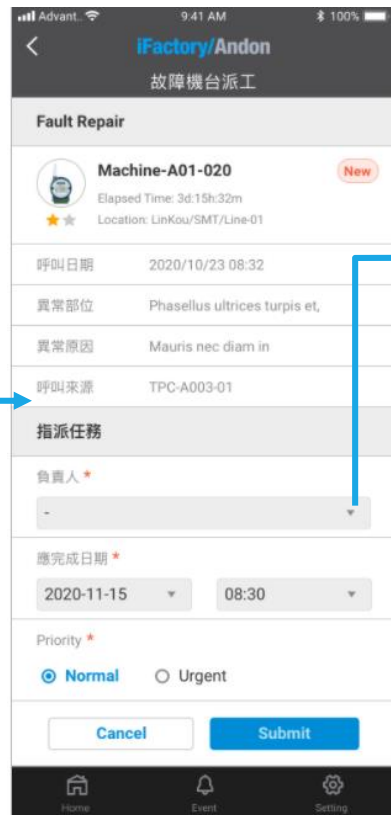 Advant.. 9:41 AM 100%
iFactory/Andon
故障機台派工
Fault Repair
Machine-A01-020 New
Elapsed Time: 3d:15h:32m
Location: LinKou/SMT/Line-01
呼叫日期 2020/10/23 08:32
異常部位 Phasellus ultrices turpis et,
異常原因 Mauris nec diam in
呼叫來源 TPC-A003-01
指派任務
負責人 *
-
應完成日期 *
2020-11-15 08:30
Priority *
Normal Urgent
Cancel Submit
Home Event Setting